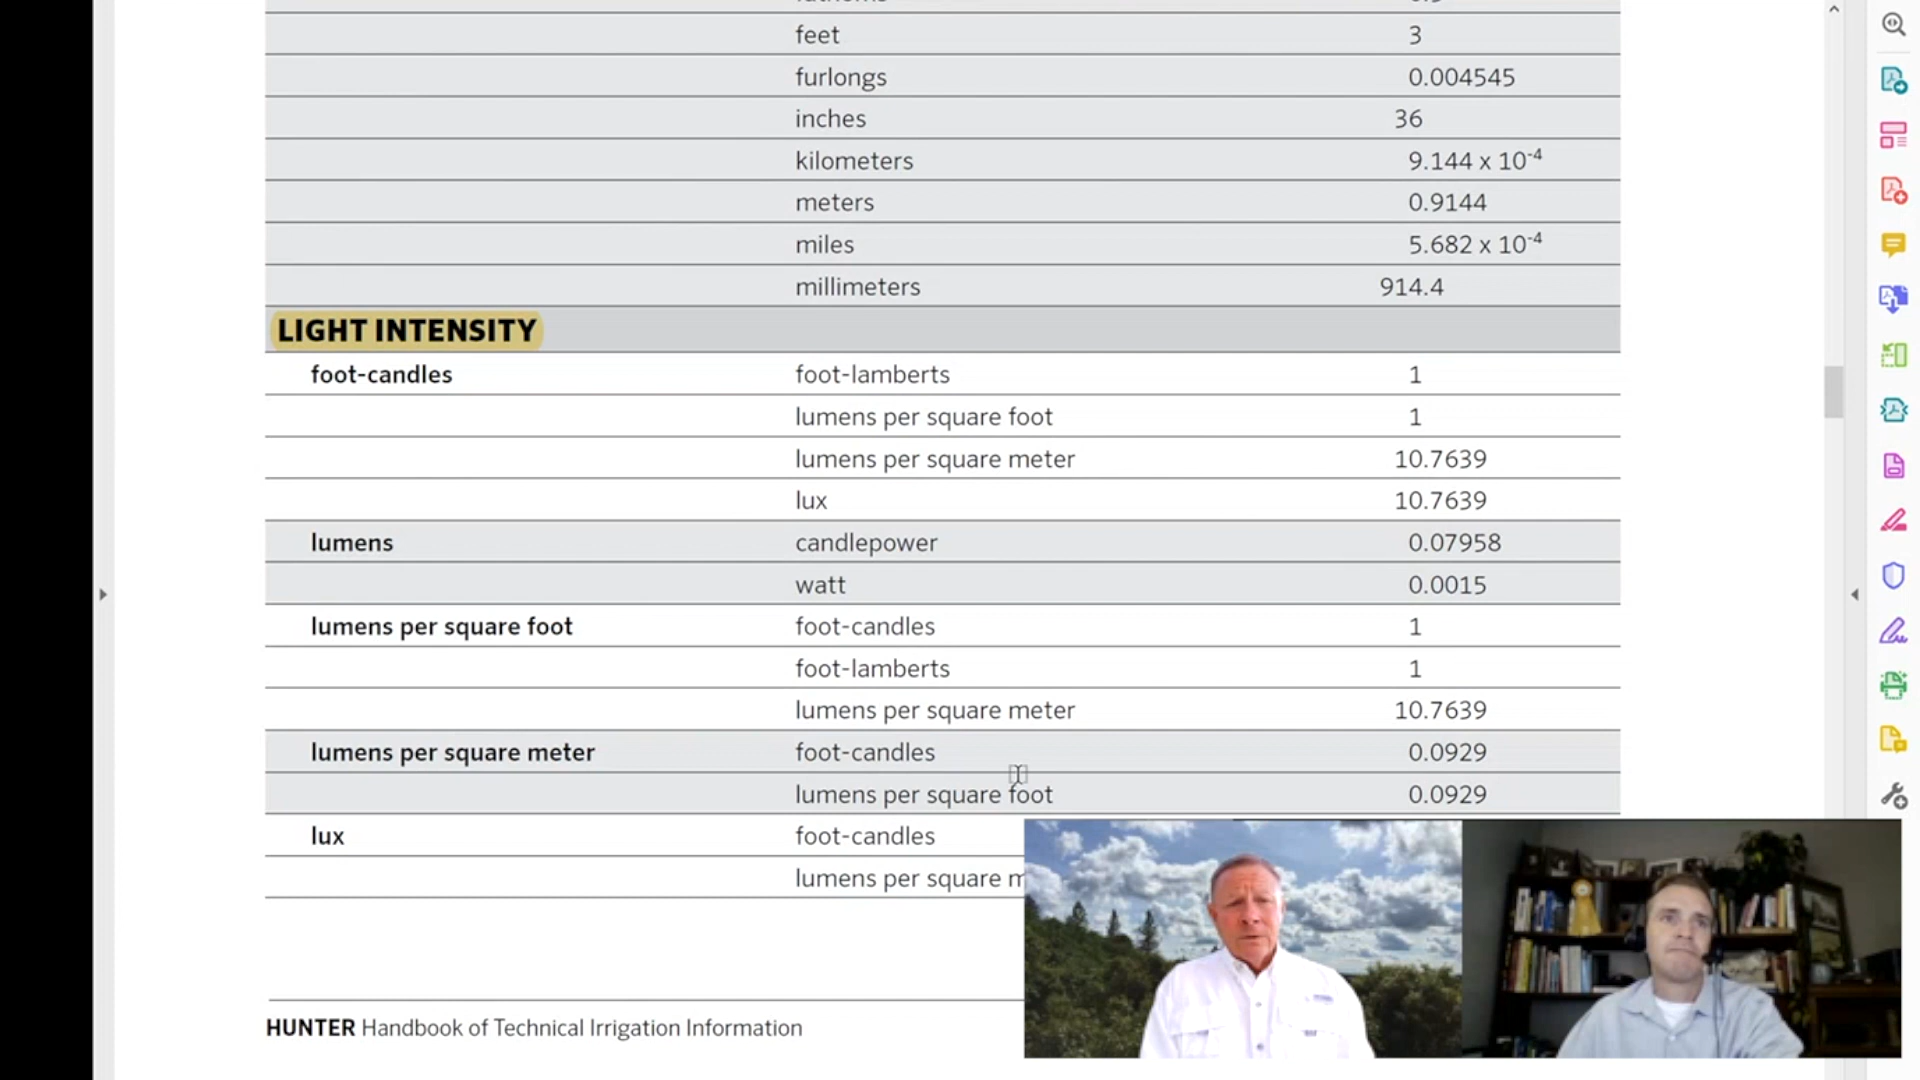 feet 3
furlongs 0.004545
inches 36
kilometers 9.144 x 10-4
meters 0.9144
miles 5.682 x 10-4
millimeters 914.4
LIGHT INTENSITY
foot-candles foot-lamberts 1
lumens per square foot 1
lumens per square meter 10.7639
lux 10.7639
lumens candlepower 0.07958
watt 0.0015
lumens per square foot foot-candles 1
foot-lamberts 1
lumens per square meter 10.7639
lumens per square meter foot-candles 0.0929
lumens per square foot 0.0929
lux foot-candles
lumens per square m
HUNTER Handbook of Technical Irrigation Information